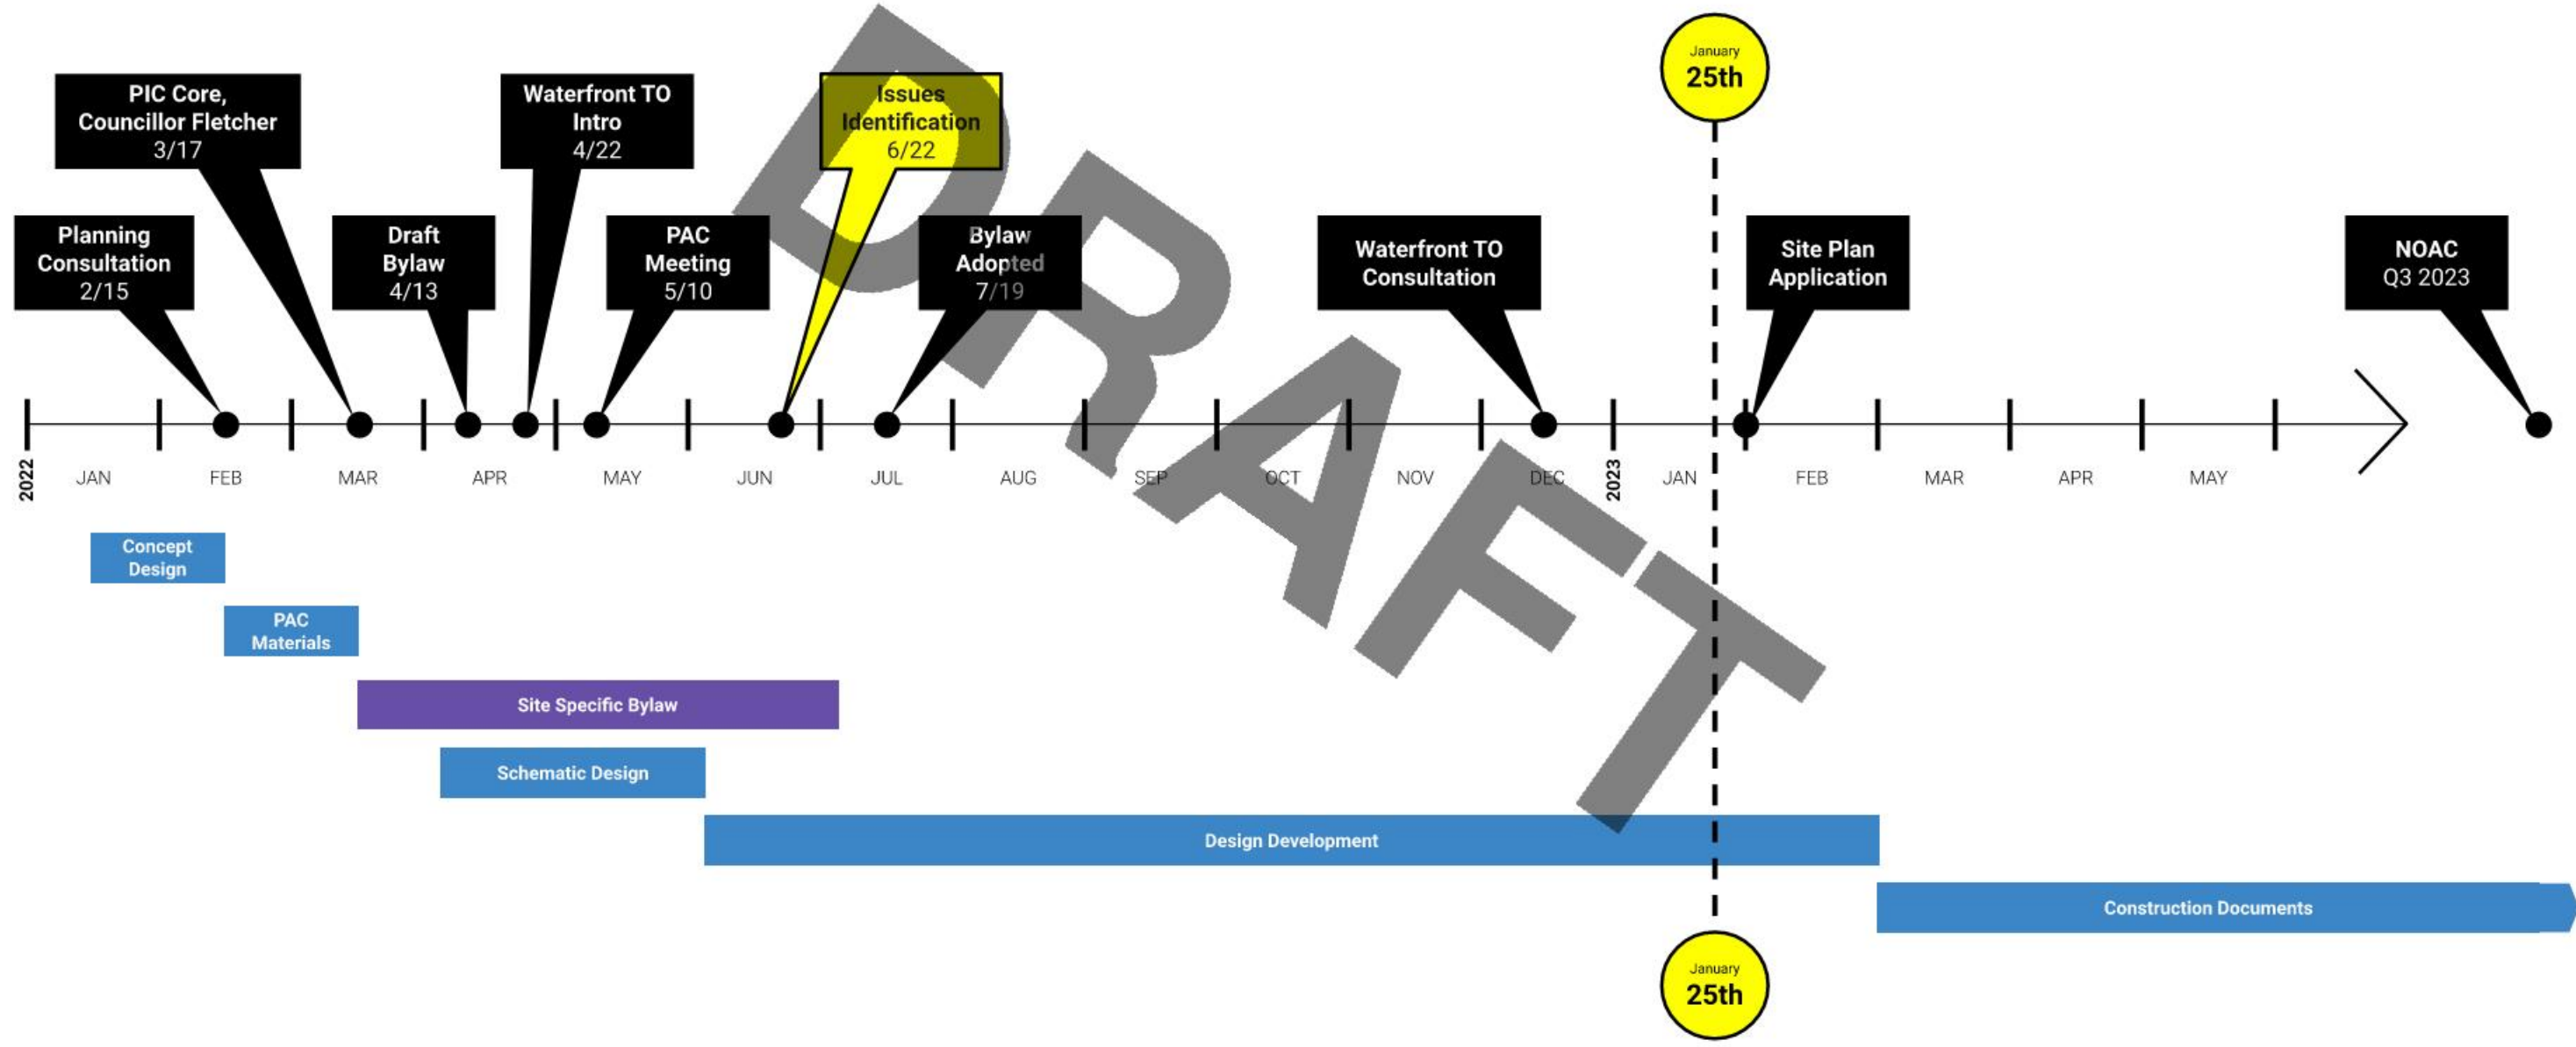 January
25th
PIC Core,
Councillor Fletcher
3/17
Waterfront TO
Intro
4/22
Issues
Identification
6/22
Planning
Consultation
2/15
Draft
Bylaw
4/13
PAC
Meeting
5/10
Bylaw
Adopted
7/19
Waterfront TO
Consultation
Site Plan
Application
NOAC
Q3 2023
2022 JAN FEB MAR APR MAY JUN JUL AUG SEP OCT NOV DEC 2023 JAN FEB MAR APR MAY
Concept
Design
PAC
Materials
Site Specific Bylaw
Schematic Design
Design Development
Construction Documents
January
25th
DRAFT